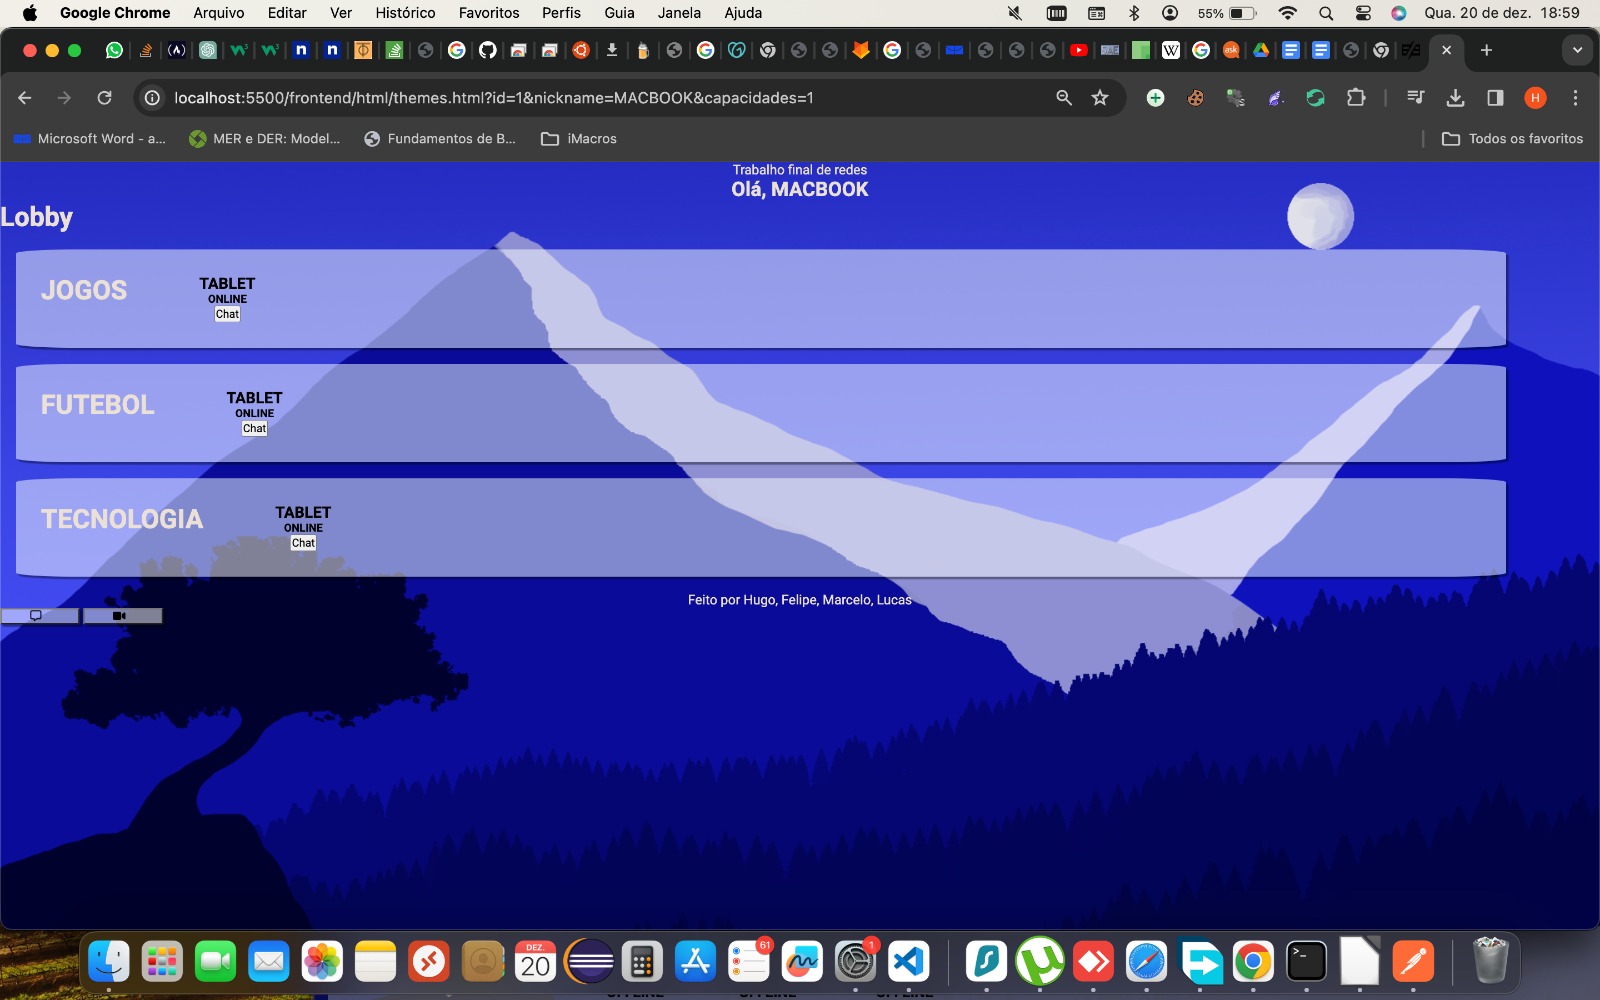 Google Chrome Arquivo Editar Ver Histórico Favoritos Perfis Guia Janela Ajuda 55% Qua. 20 de dez. 18:59
localhost:5500/frontend/html/themes.html?id=1&nickname=MACBOOK&capacidades=1 H
Microsoft Word - a... MER e DER: Model... Fundamentos de B... iMacros Todos os favoritos
Trabalho final de redes
Olá, MACBOOK
Lobby
JOGOS
TABLET
ONLINE
Chat
FUTEBOL
TABLET
ONLINE
Chat
TECNOLOGIA
TABLET
ONLINE
Chat
Feito por Hugo, Felipe, Marcelo, Lucas
DEZ.
20
61
1